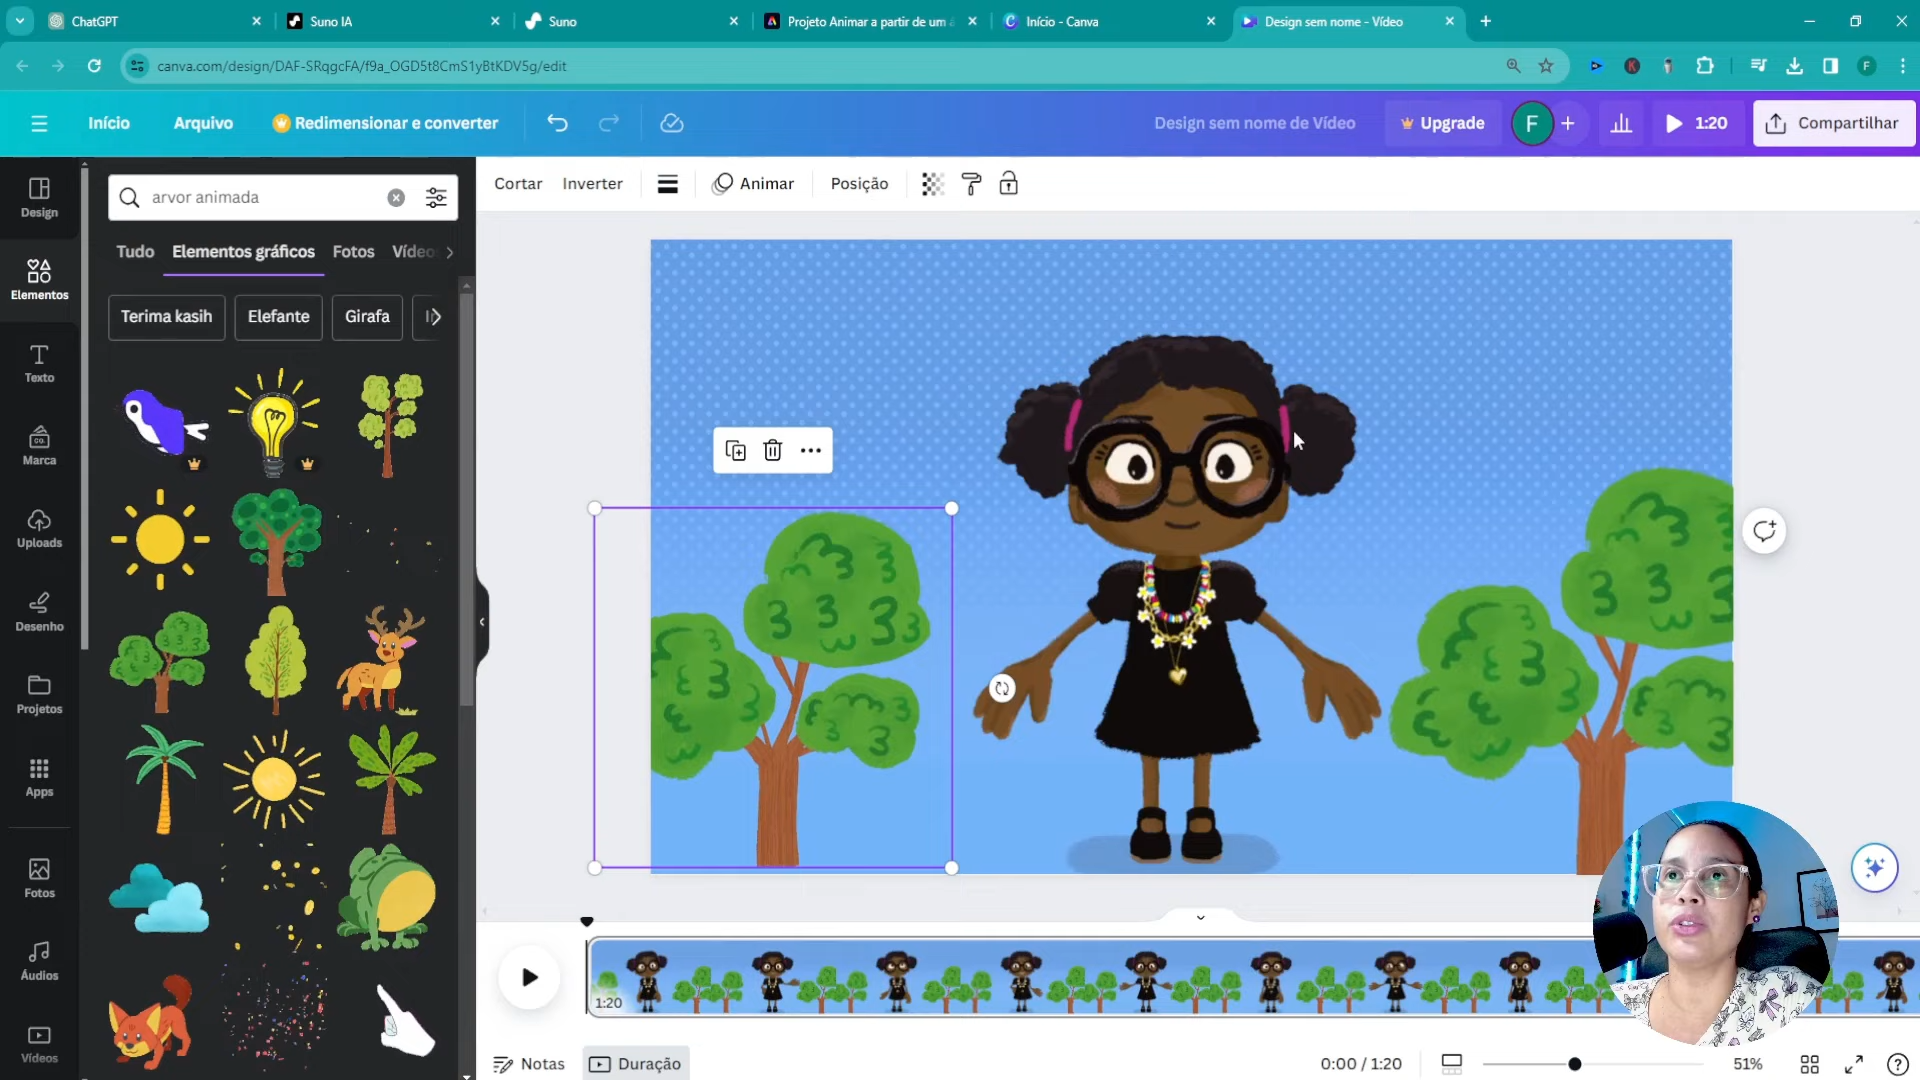 ChatGPT
Suno IA
Suno
Projeto Animar a partir de um
Início - Canva
Design sem nome - Vídeo
canva.com/design/DAF-SRqgcFA/f9a_OGD5t8CmS1yBtKDV5g/edit
K
F
Início
Arquivo
Redimensionar e converter
Design sem nome de Vídeo
Upgrade
F
1:20
Compartilhar
Design
Elementos
Texto
Marca
Uploads
Desenho
Projetos
Apps
Fotos
Áudios
Vídeos
arvor animada
Tudo
Elementos gráficos
Fotos
Vídeo
Terima kasih
Elefante
Girafa
Cortar
Inverter
Animar
Posição
1:20
Notas
Duração
0:00 / 1:20
51%